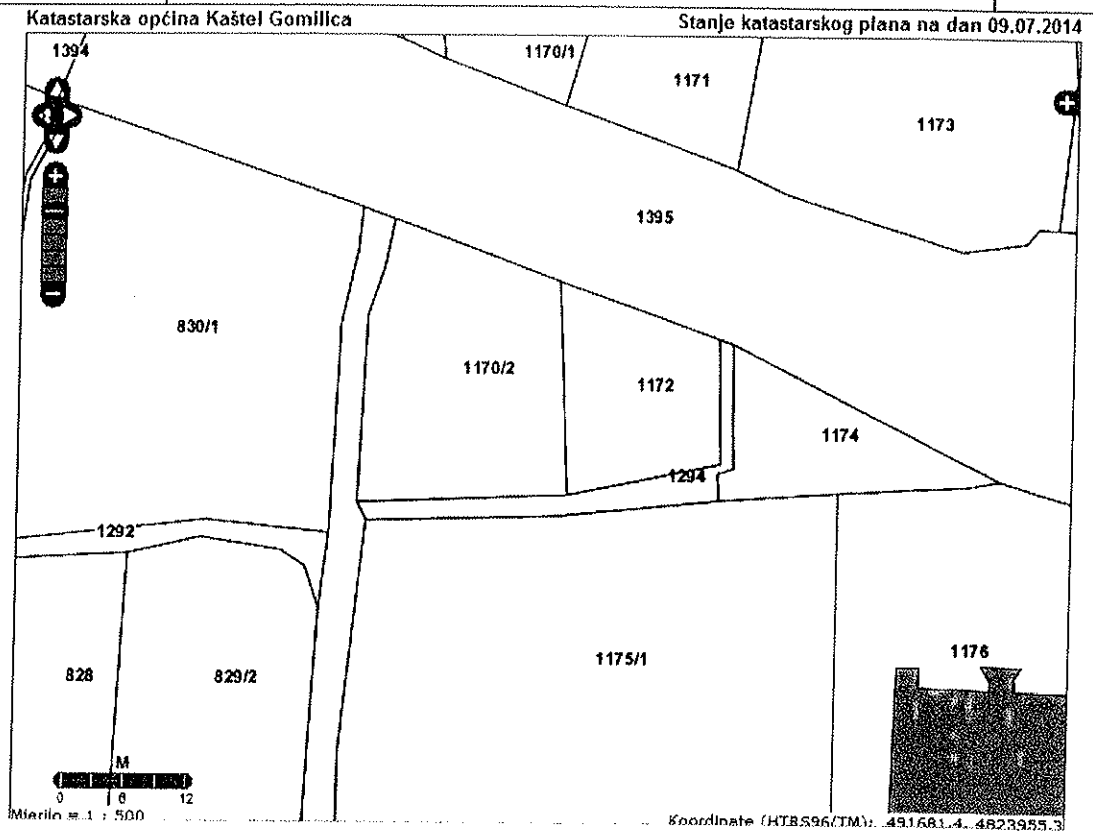 Katastarska općina Kaštel Gomilica
Stanje katastarskog plana na dan 09.07.2014
1394
1170/1
1171
1173
1395
830/1
1170/2
1172
1174
1294
1292
828
829/2
1175/1
1176
M
0 6 12
Mjerilo = 1 : 500
Koordinate (HTRS96/TM): 491681.4, 4823955.3